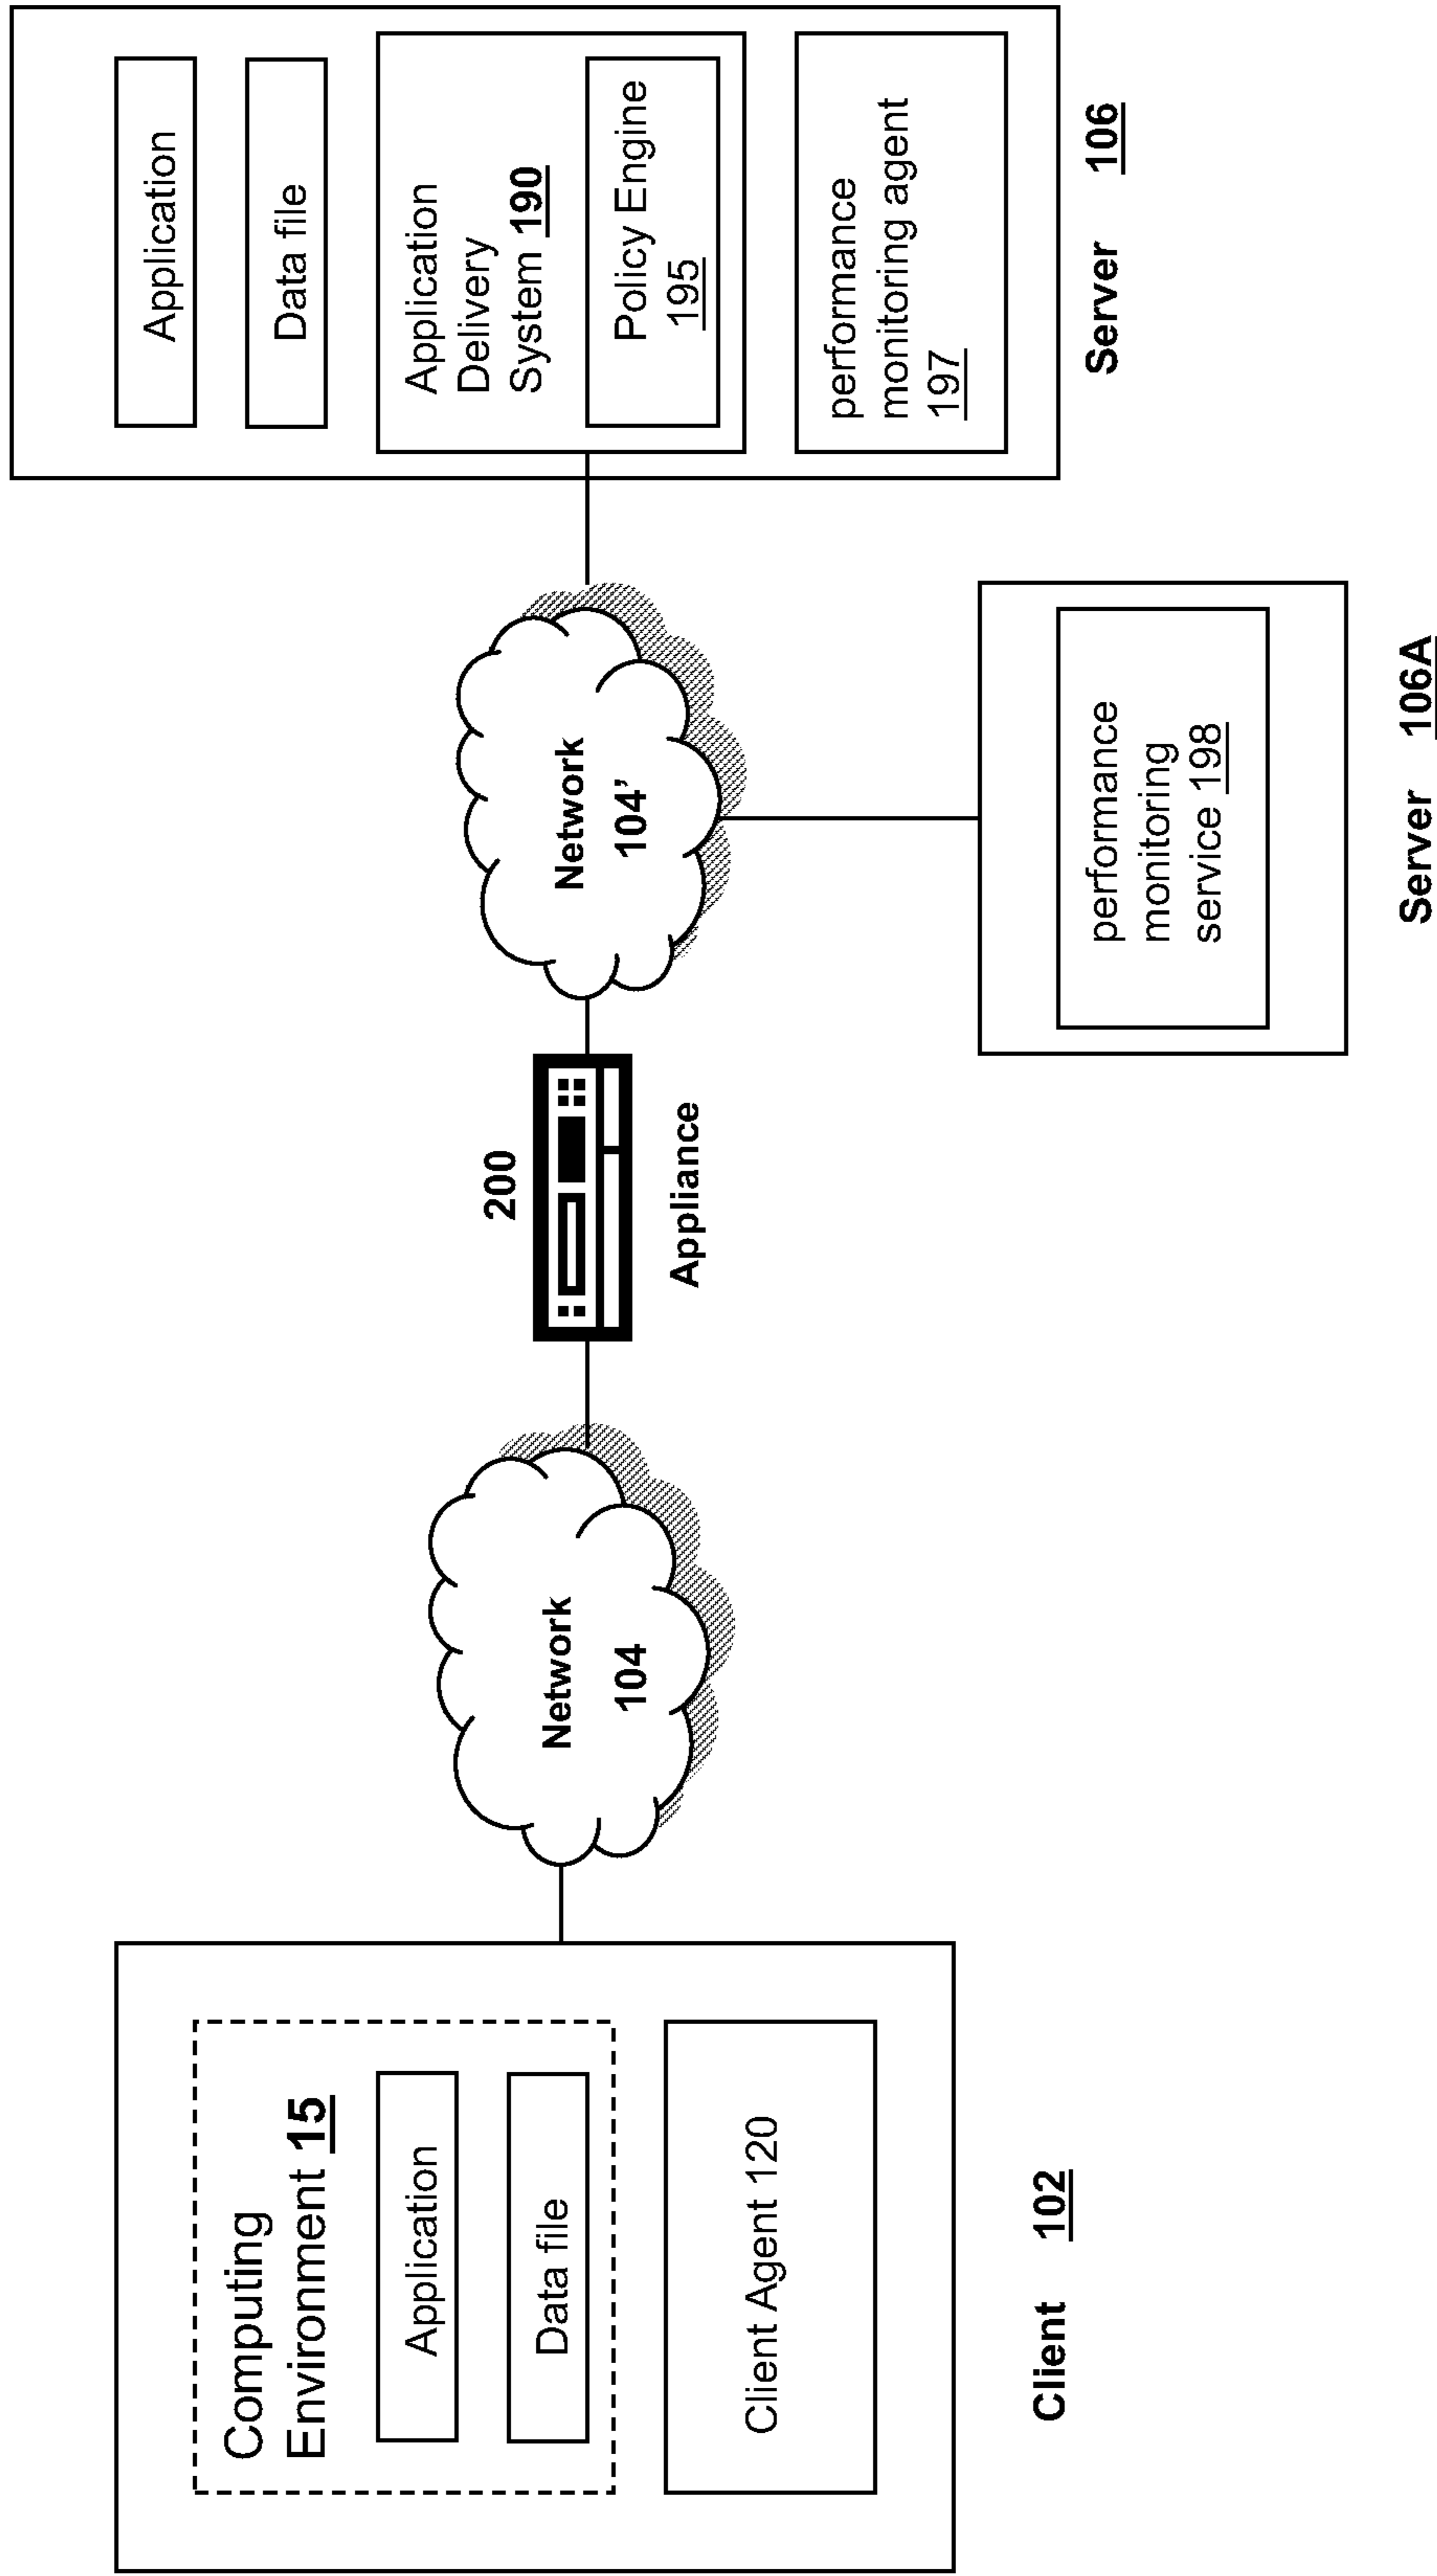 Computing
Environment 15
Application
Data file
Client Agent 120
Client 102
Network
104
200
Appliance
Network
104’
Application
Data file
Application
Delivery
System 190
Policy Engine
195
performance
monitoring agent
197
Server 106
performance
monitoring
service 198
Server 106A